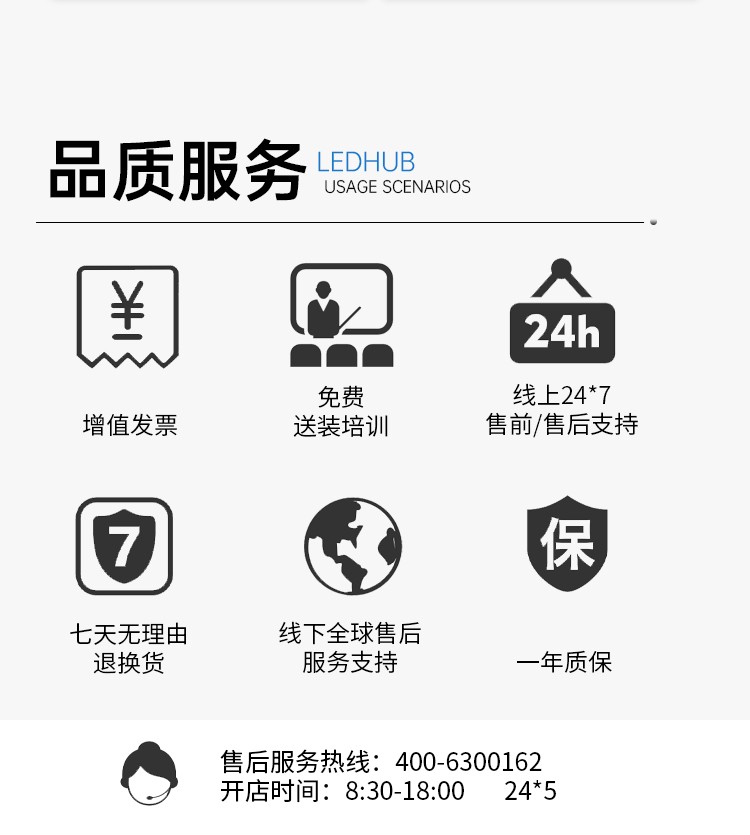 品质服务 LEDHUB
USAGE SCENARIOS
¥
24h
增值发票
免费
送装培训
线上24*7
售前/售后支持
7
保
七天无理由
退换货
线下全球售后
服务支持
一年质保
售后服务热线：400-6300162
开店时间：8:30-18:00 24*5